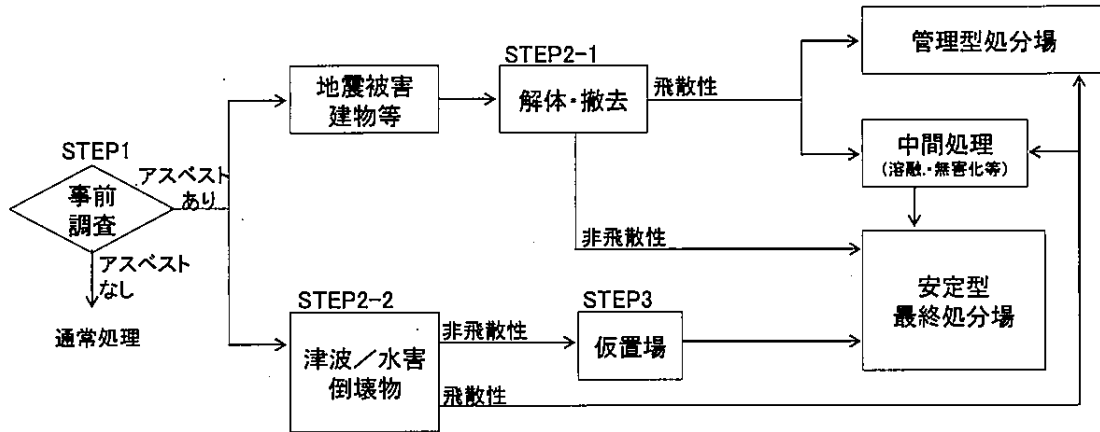 STEP1
事前
調査
アスベスト
あり
アスベスト
なし
通常処理
地震被害
建物等
STEP2-1
解体・撤去
飛散性
非飛散性
管理型処分場
中間処理
(溶融.・無害化等)
安定型
最終処分場
STEP2-2
津波／水害
倒壊物
非飛散性
飛散性
STEP3
仮置場